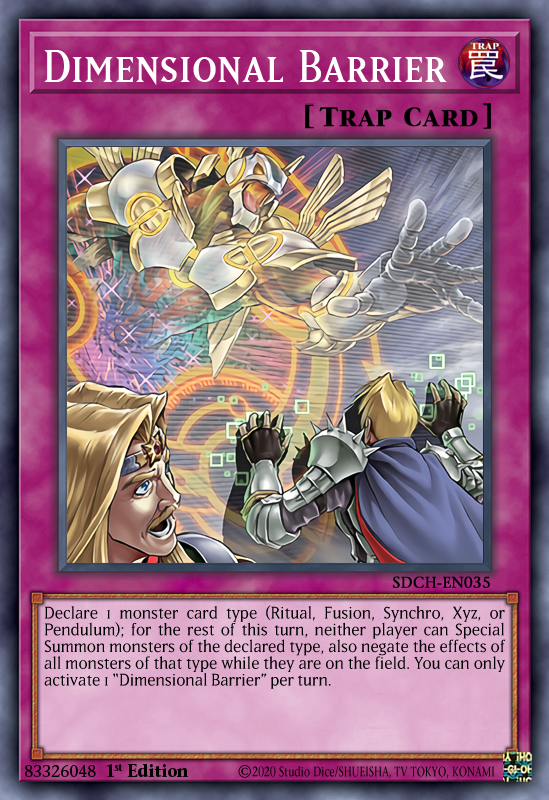 DIMENSIONAL BARRIER
TRAP
罠
[TRAP CARD]
SDCH-EN035
Declare 1 monster card type (Ritual, Fusion, Synchro, Xyz, or
Pendulum); for the rest of this turn, neither player can Special
Summon monsters of the declared type, also negate the effects of
all monsters of that type while they are on the field. You can only
activate 1 "Dimensional Barrier" per turn.
83326048 1st Edition ©2020 Studio Dice/SHUEISHA, TV TOKYO, KONAMI